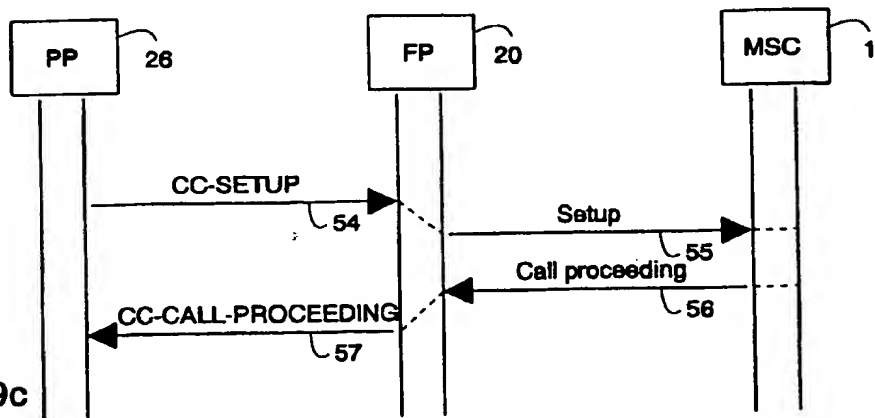 PP 26 FP 20 MSC 1
CC-SETUP
54
Setup
55
Call proceeding
56
CC-CALL-PROCEEDING
57
9c